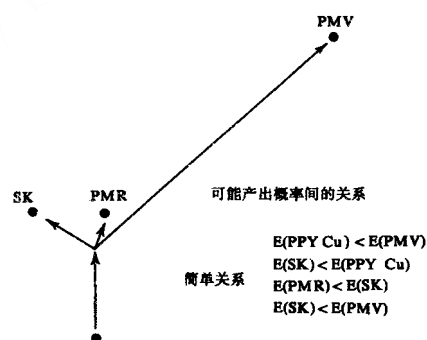 PMV
SK
PMR
可能产出概率间的关系
E(PPY Cu) < E(PMV)
E(SK) < E(PPY Cu)
简单关系
E(PMR) < E(SK)
E(SK) < E(PMV)